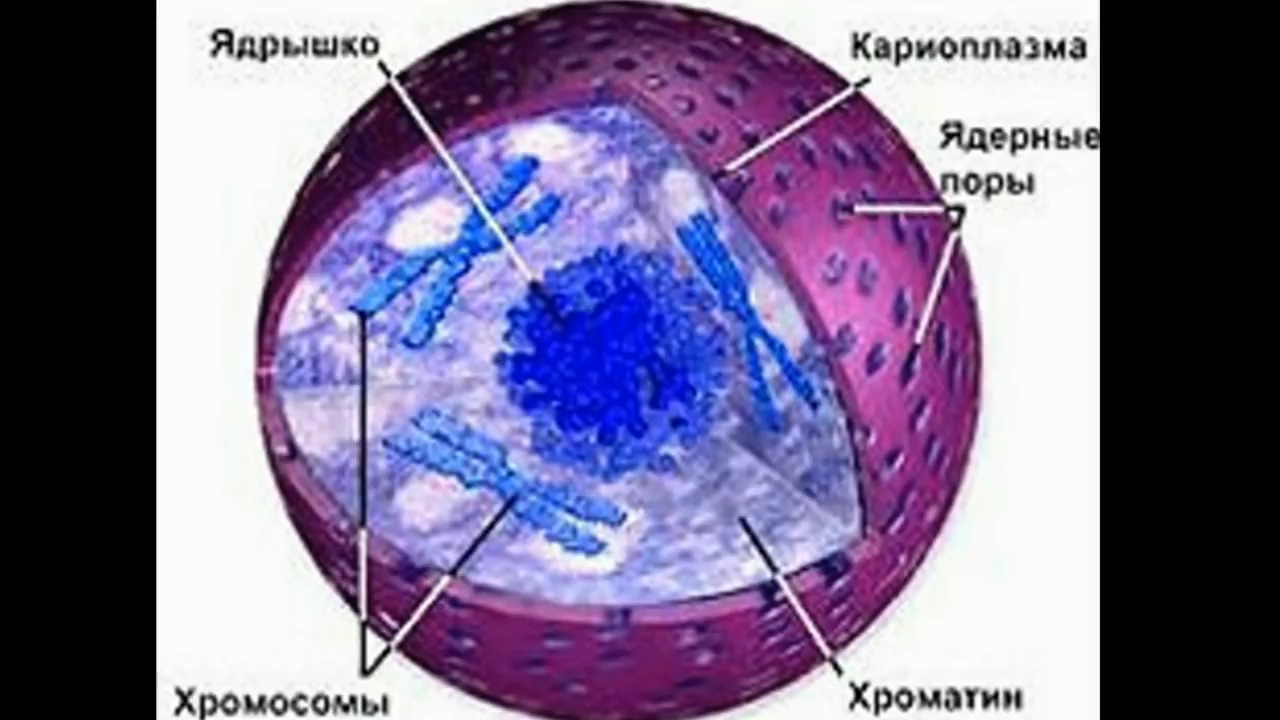 Ядрышко
Кариоплазма
Ядерные
поры
Хромосомы
Хроматин